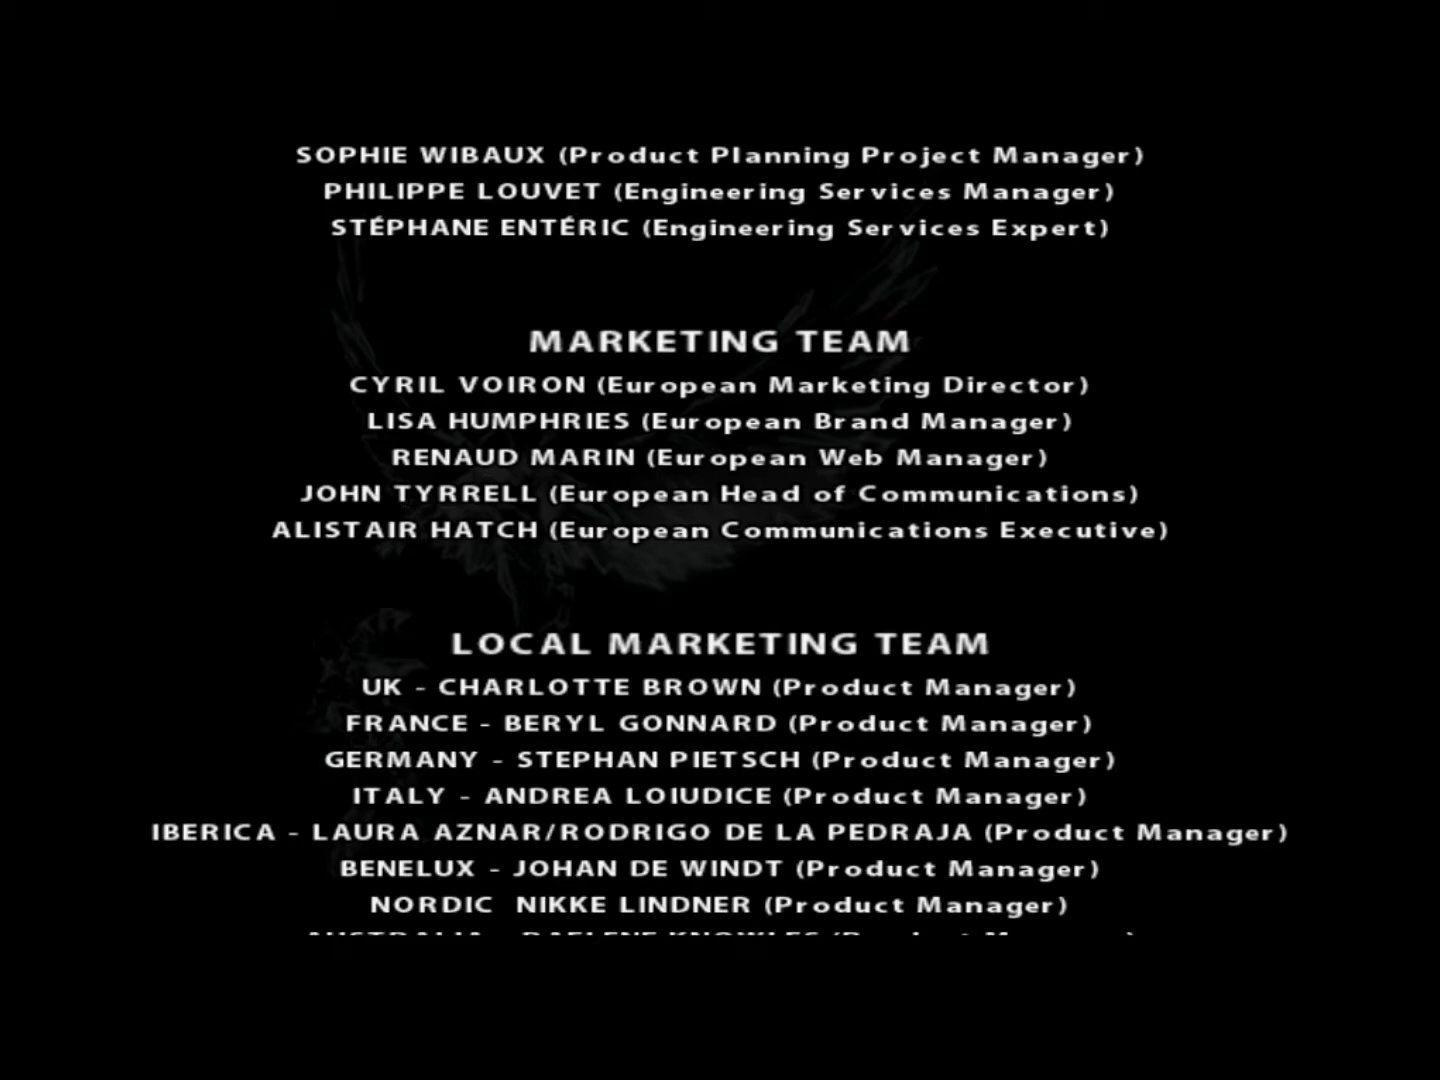 SOPHIE WIBAUX (Product Planning Project Manager)
PHILIPPE LOUVET (Engineering Services Manager)
STÉPHANE ENTÉRIC (Engineering Services Expert)
MARKETING TEAM
CYRIL VOIRON (European Marketing Director)
LISA HUMPHRIES (European Brand Manager)
RENAUD MARIN (European Web Manager)
JOHN TYRRELL (European Head of Communications)
ALISTAIR HATCH (European Communications Executive)
LOCAL MARKETING TEAM
UK - CHARLOTTE BROWN (Product Manager)
FRANCE - BERYL GONNARD (Product Manager)
GERMANY - STEPHAN PIETSCH (Product Manager)
ITALY - ANDREA LOIUDICE (Product Manager)
IBERICA - LAURA AZNAR/RODRIGO DE LA PEDRAJA (Product Manager)
BENELUX - JOHAN DE WINDT (Product Manager)
NORDIC NIKKE LINDNER (Product Manager)